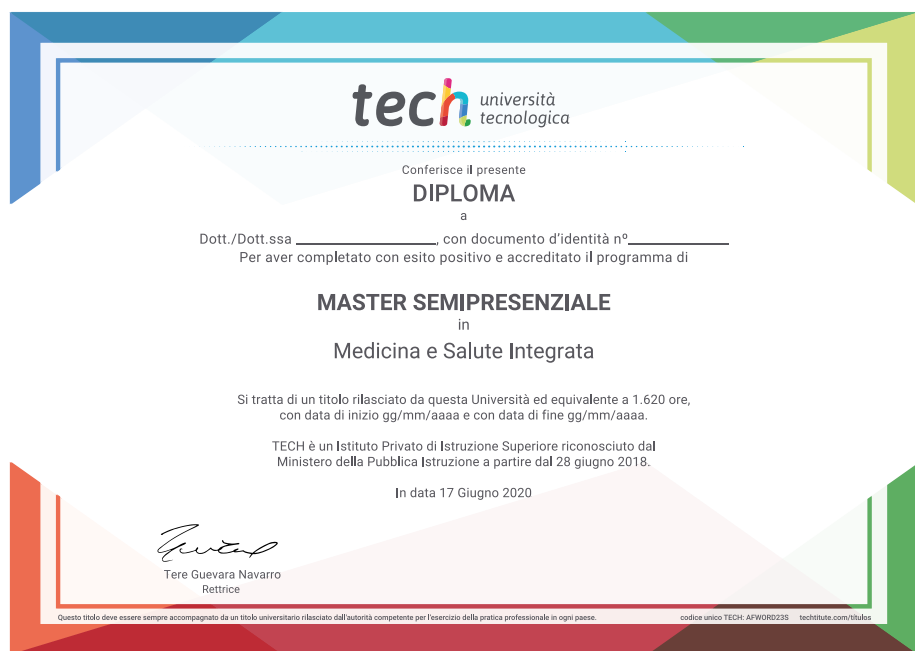 tech università
tecnologica
Conferisce il presente
DIPLOMA
a
Dott./Dott.ssa ________________, con documento d'identità nº____________
Per aver completato con esito positivo e accreditato il programma di
MASTER SEMIPRESENZIALE
in
Medicina e Salute Integrata
Si tratta di un titolo rilasciato da questa Università ed equivalente a 1.620 ore,
con data di inizio gg/mm/aaaa e con data di fine gg/mm/aaaa.
TECH è un Istituto Privato di Istruzione Superiore riconosciuto dal
Ministero della Pubblica Istruzione a partire dal 28 giugno 2018.
In data 17 Giugno 2020
Tere Guevara Navarro
Rettrice
Questo titolo deve essere sempre accompagnato da un titolo universitario rilasciato dall'autorità competente per l'esercizio della pratica professionale in ogni paese. codice unico TECH: AFWORD23S techtitute.com/titulos